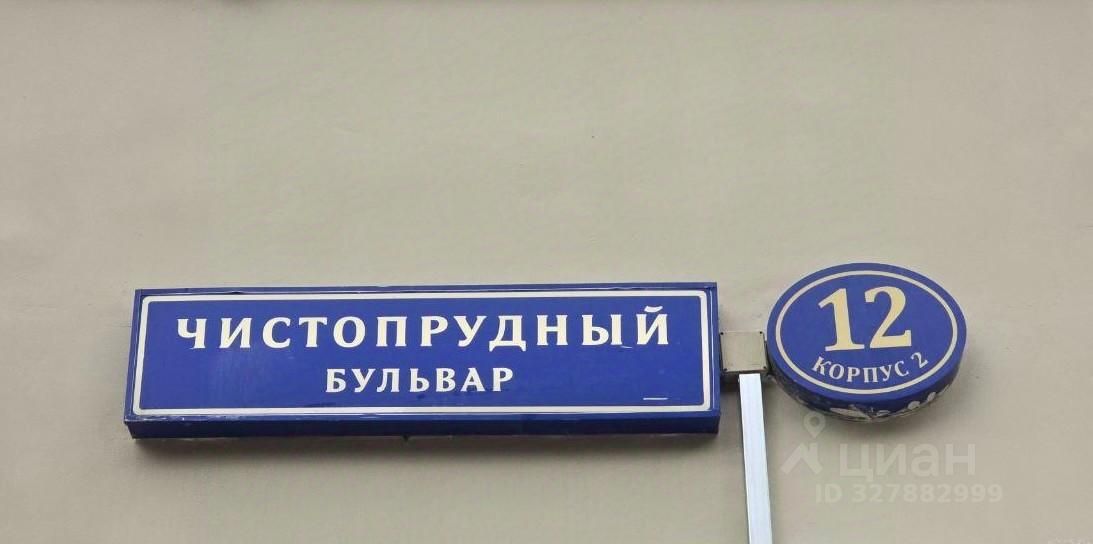 ЧИСТОПРУДНЫЙ
БУЛЬВАР
12
КОРПУС 2
циан
ID 327882999